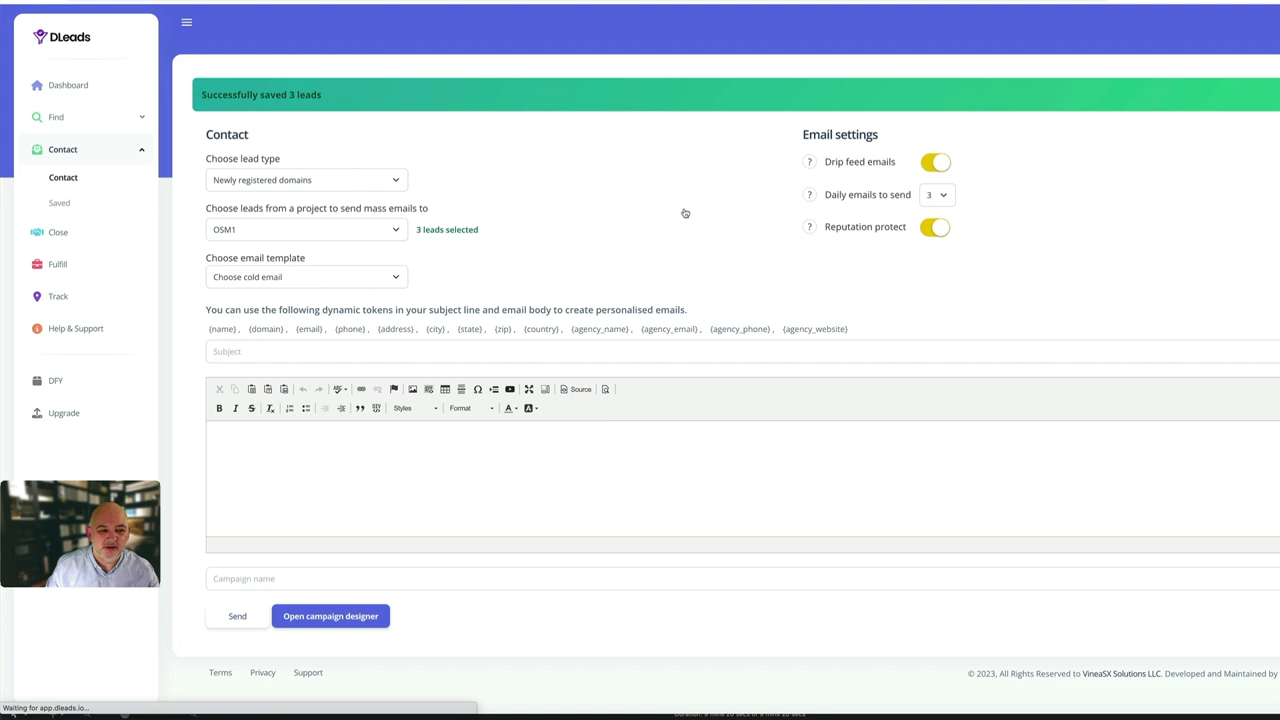 DLeads
Dashboard
Find
Contact
Contact
Saved
Close
Fulfill
Track
Help & Support
DFY
Upgrade
Successfully saved 3 leads
Contact
Choose lead type
Newly registered domains
Choose leads from a project to send mass emails to
OSM1
3 leads selected
Choose email template
Choose cold email
Email settings
? Drip feed emails
? Daily emails to send 3
? Reputation protect
You can use the following dynamic tokens in your subject line and email body to create personalised emails.
{name} , {domain} , {email} , {phone} , {address} , {city} , {state} , {zip} , {country} , {agency_name} , {agency_email} , {agency_phone} , {agency_website}
Subject
Source
B I S Styles Format A A
Campaign name
Send Open campaign designer
Terms Privacy Support
© 2023, All Rights Reserved to VineaSX Solutions LLC. Developed and Maintained by
Waiting for app.dleads.io...